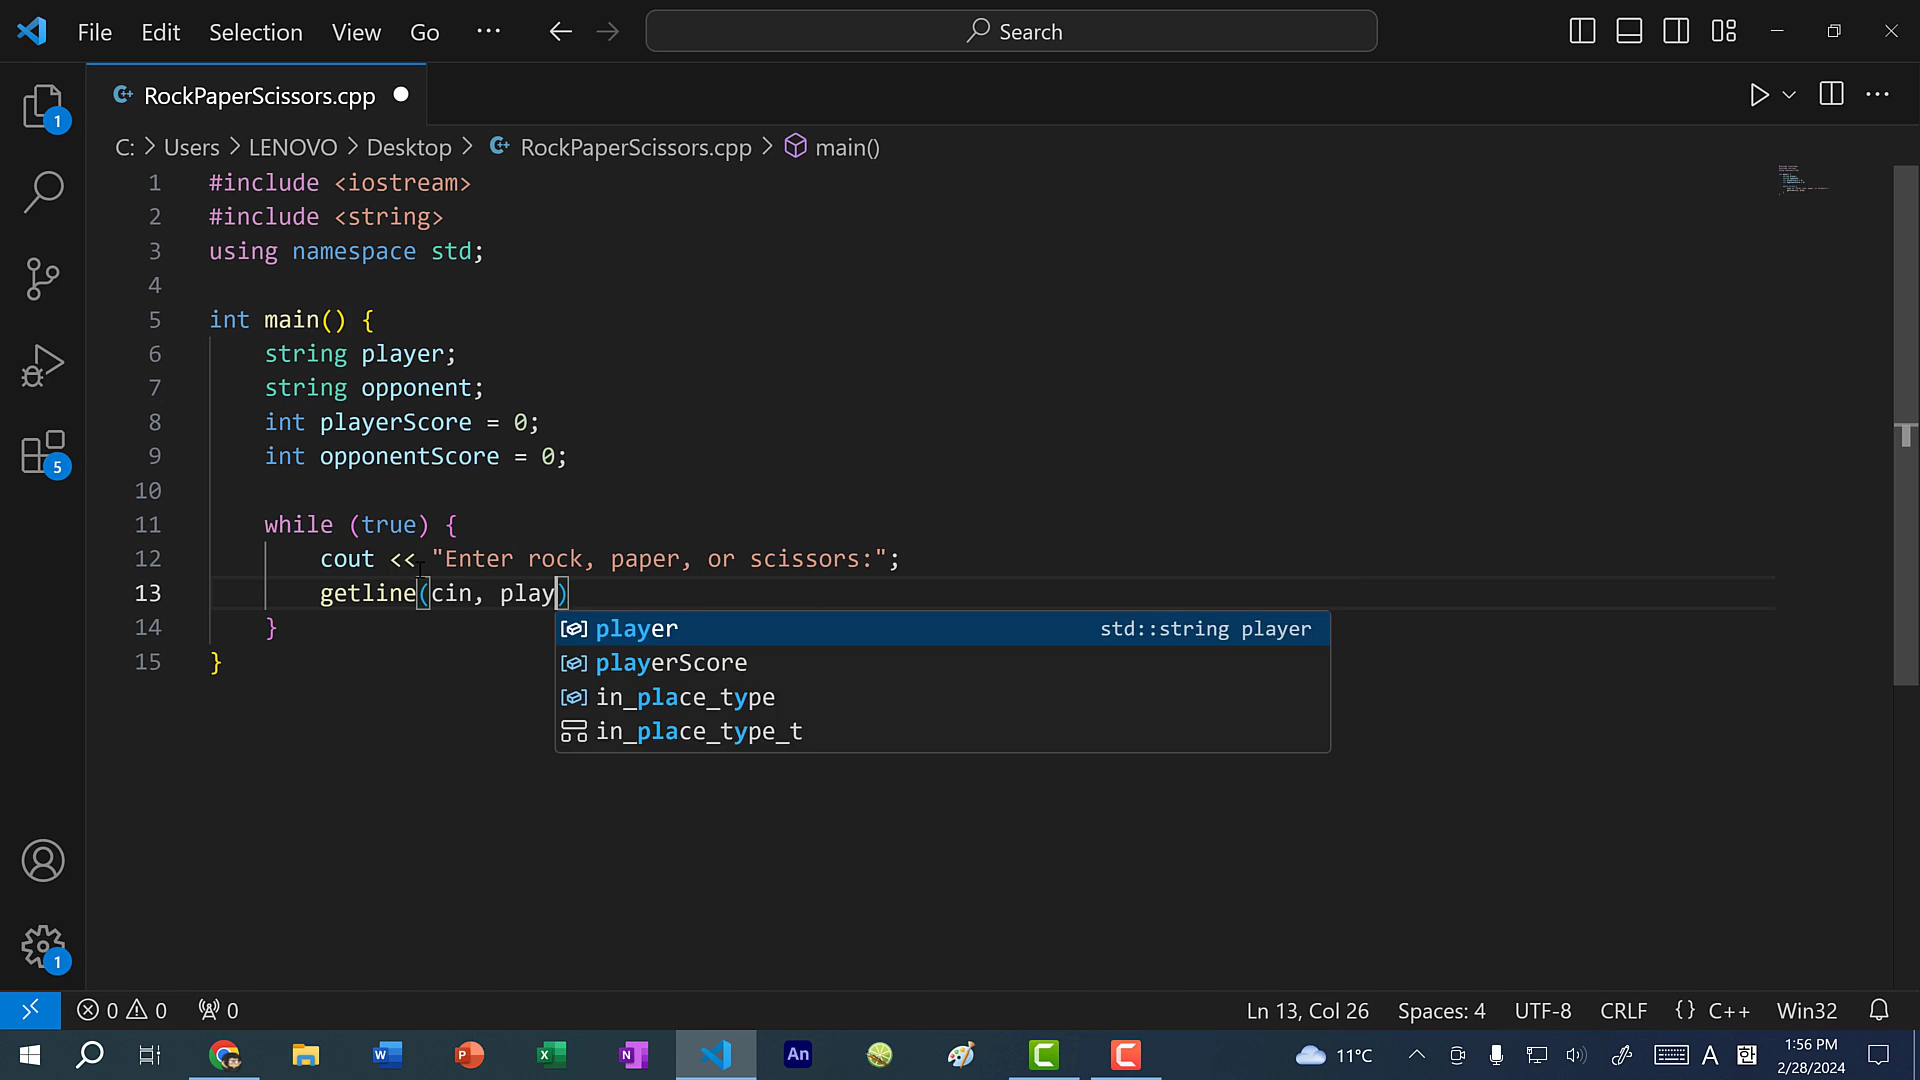 File Edit Selection View Go ··· Search
RockPaperScissors.cpp
C: > Users > LENOVO > Desktop > RockPaperScissors.cpp > main()
1 #include <iostream>
2 #include <string>
3 using namespace std;
4
5 int main() {
6 string player;
7 string opponent;
8 int playerScore = 0;
9 int opponentScore = 0;
10
11 while (true) {
12 cout << "Enter rock, paper, or scissors:";
13 getline(cin, play)
player std::string player
14 }
playerScore
15 }
in_place_type
in_place_type_t
1
5
1
0 0 0 Ln 13, Col 26 Spaces: 4 UTF-8 CRLF {} C++ Win32
W P X N An C C 11°C A 한 1:56 PM
2/28/2024